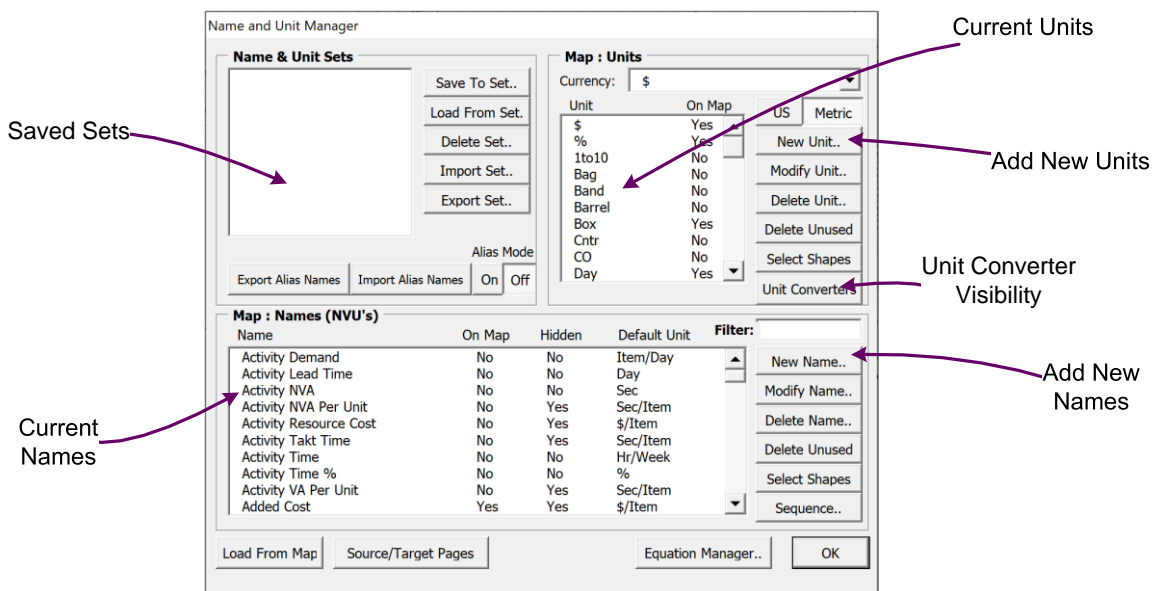 Name and Unit Manager
Current Units
Name & Unit Sets
Save To Set..
Load From Set.
Delete Set..
Import Set..
Export Set..
Saved Sets
Alias Mode
Export Alias Names Import Alias Names On Off
Map : Units
Currency: $
Unit On Map
$ Yes
% Yes
1to10 No
Bag No
Band No
Barrel No
Box Yes
Cntr No
CO No
Day Yes
US Metric
New Unit..
Modify Unit..
Delete Unit..
Delete Unused
Select Shapes
Unit Converters
Add New Units
Unit Converter
Visibility
Map : Names (NVU's)
Filter:
Name On Map Hidden Default Unit
Activity Demand No No Item/Day
Activity Lead Time No No Day
Activity NVA No No Sec
Activity NVA Per Unit No Yes Sec/Item
Activity Resource Cost No Yes $/Item
Activity Takt Time No Yes Sec/Item
Activity Time No No Hr/Week
Activity Time % No No %
Activity VA Per Unit No Yes Sec/Item
Added Cost Yes Yes $/Item
New Name..
Modify Name..
Delete Name..
Delete Unused
Select Shapes
Sequence..
Add New
Names
Current
Names
Load From Map Source/Target Pages Equation Manager.. OK